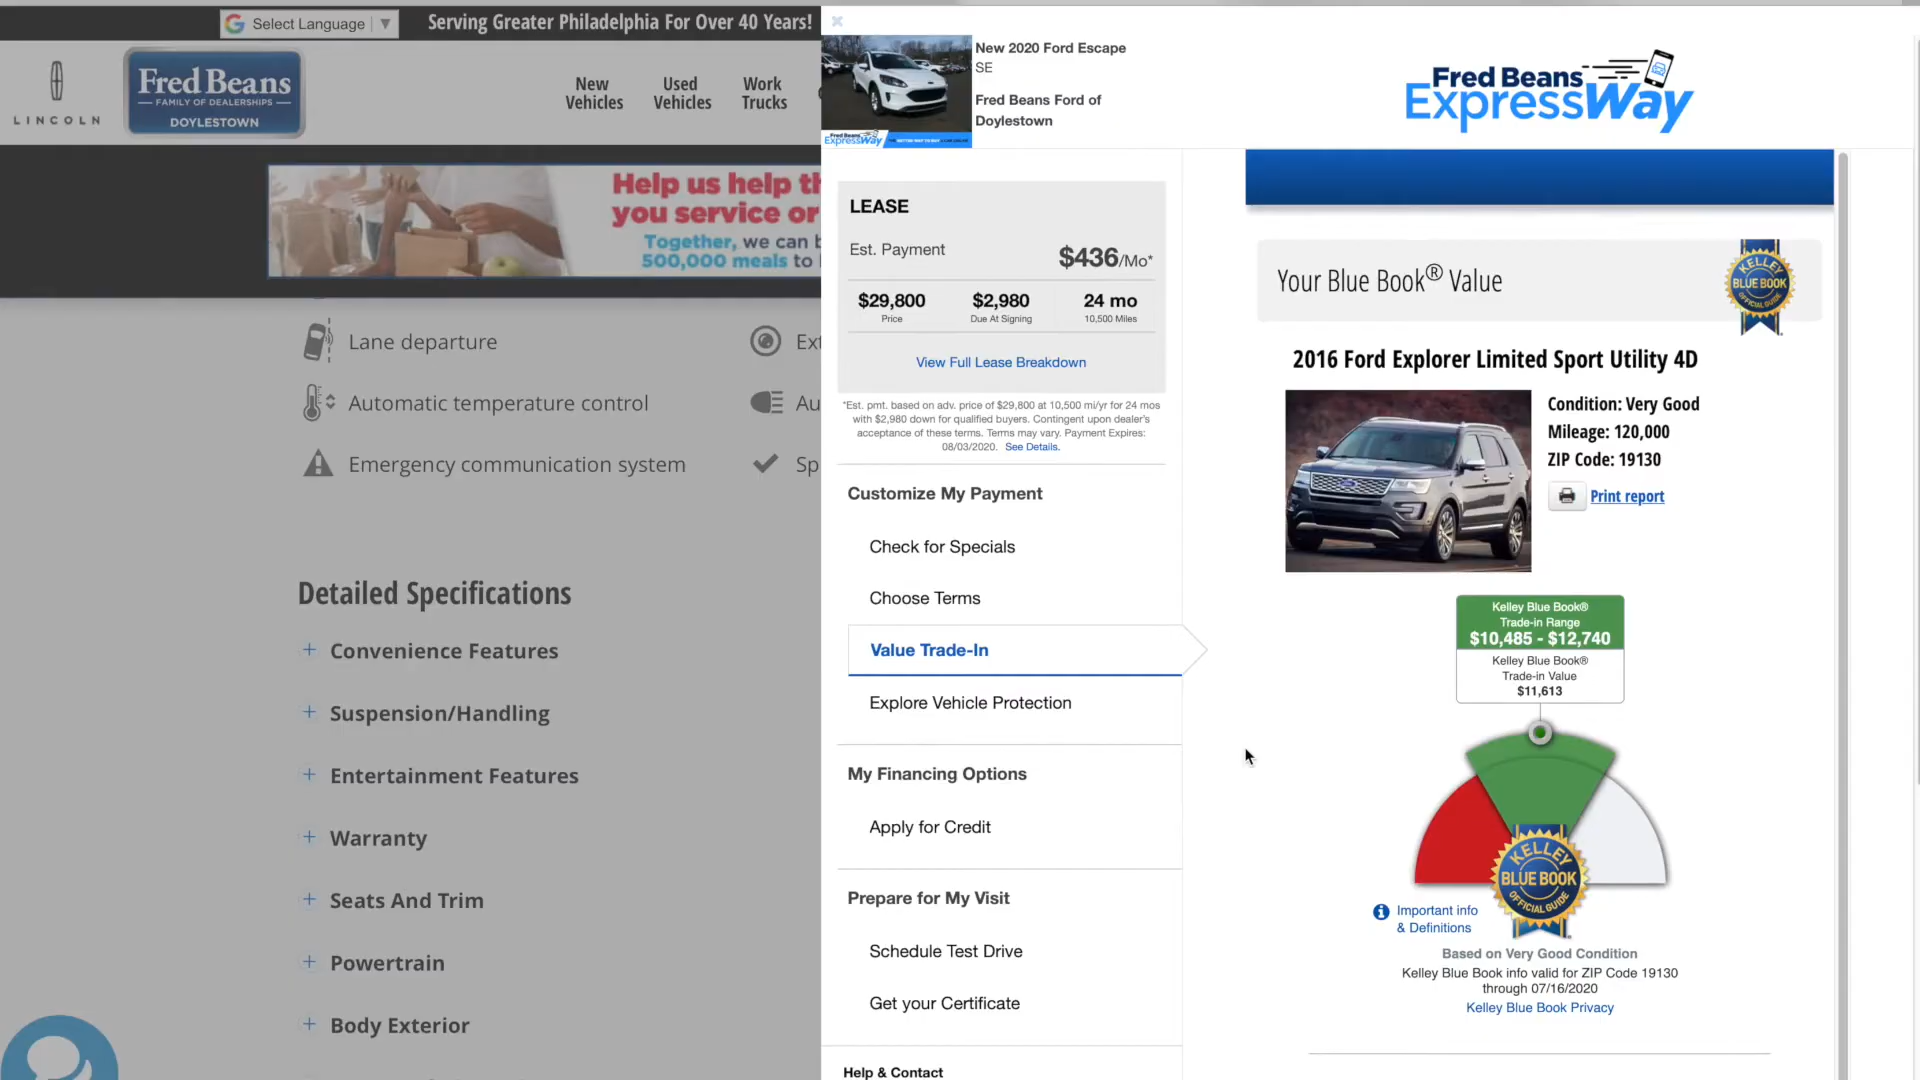 Select Language
▼
Serving Greater Philadelphia For Over 40 Years!
LINCOLN
Fred Beans
FAMILY OF DEALERSHIPS
DOYLESTOWN
New
Vehicles
Used
Vehicles
Work
Trucks
Help us help th
you service or
Together, we can b
500,000 meals to
Lane departure
Ext
Automatic temperature control
Au
Emergency communication system
Sp
Detailed Specifications
+ Convenience Features
+ Suspension/Handling
+ Entertainment Features
+ Warranty
+ Seats And Trim
+ Powertrain
+ Body Exterior
New 2020 Ford Escape
SE
Fred Beans Ford of
Doylestown
Fred Beans
ExpressWay
Fred Beans
ExpressWay
LEASE
Est. Payment
$436/Mo*
$29,800
Price
$2,980
Due At Signing
24 mo
10,500 Miles
View Full Lease Breakdown
*Est. pmt. based on adv. price of $29,800 at 10,500 mi/yr for 24 mos
with $2,980 down for qualified buyers. Contingent upon dealer's
acceptance of these terms. Terms may vary. Payment Expires:
08/03/2020. See Details.
Customize My Payment
Check for Specials
Choose Terms
Value Trade-In
Explore Vehicle Protection
My Financing Options
Apply for Credit
Prepare for My Visit
Schedule Test Drive
Get your Certificate
Help & Contact
Your Blue Book® Value
KELLEY
BLUE BOOK
OFFICIAL GUIDE
2016 Ford Explorer Limited Sport Utility 4D
Condition: Very Good
Mileage: 120,000
ZIP Code: 19130
Print report
Kelley Blue Book®
Trade-in Range
$10,485 - $12,740
Kelley Blue Book®
Trade-in Value
$11,613
KELLEY
BLUE BOOK
OFFICIAL GUIDE
Important info
& Definitions
Based on Very Good Condition
Kelley Blue Book info valid for ZIP Code 19130
through 07/16/2020
Kelley Blue Book Privacy